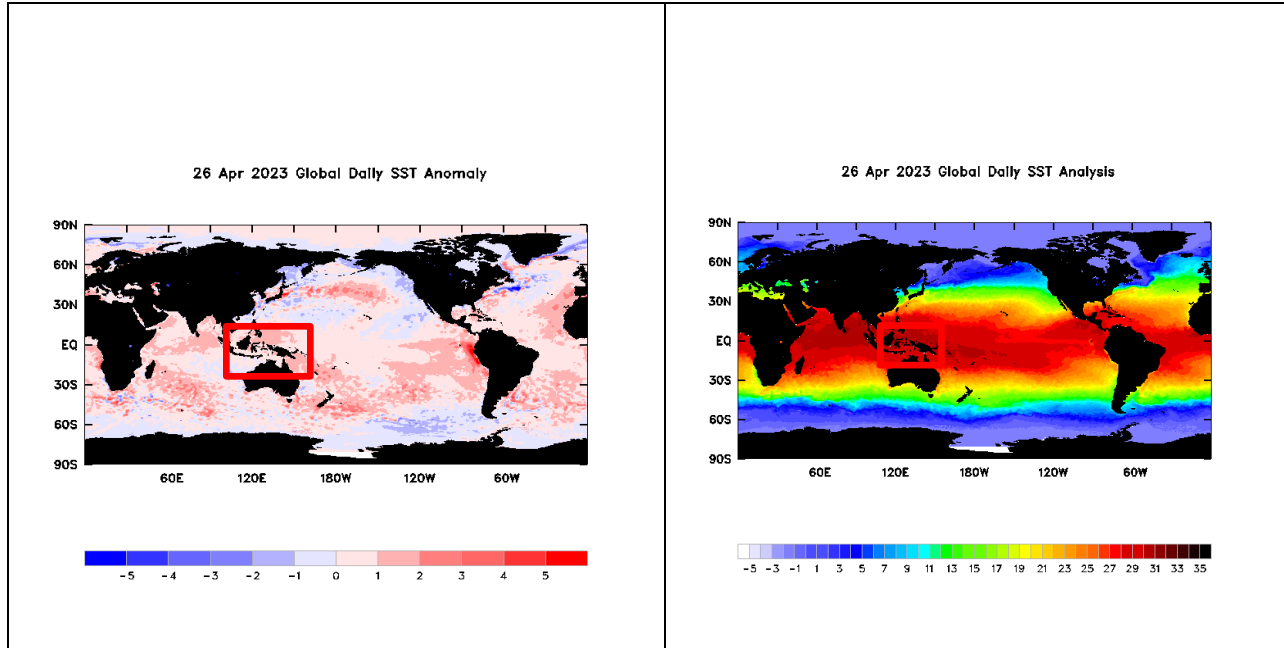 26 Apr 2023 Global Daily SST Anomaly
90N
60N
30N
EQ
30S
60S
90S
60E 120E 180W 120W 60W
-5 -4 -3 -2 -1 0 1 2 3 4 5
26 Apr 2023 Global Daily SST Analysis
90N
60N
30N
EQ
30S
60S
90S
60E 120E 180W 120W 60W
-5 -3 -1 1 3 5 7 9 11 13 15 17 19 21 23 25 27 29 31 33 35